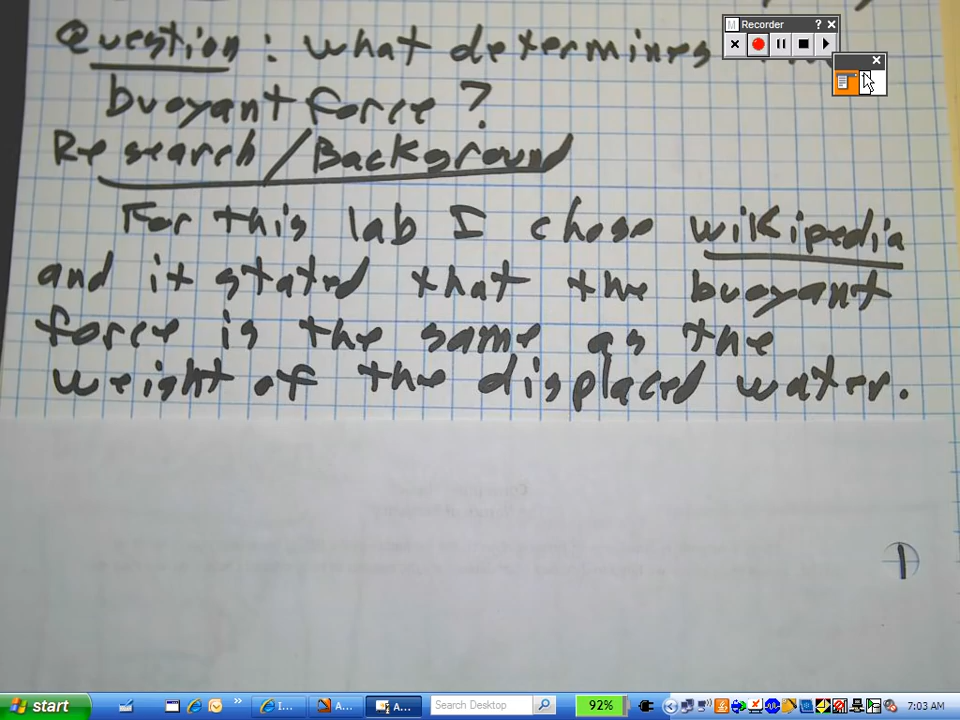 Question: what determines
buoyant force?
Research/Background
For this lab I chose wikipedia
and it stated that the buoyant
force is the same as the
weight of the displaced water.
Recorder
start
I...
A...
A...
Search Desktop
92%
7:03 AM